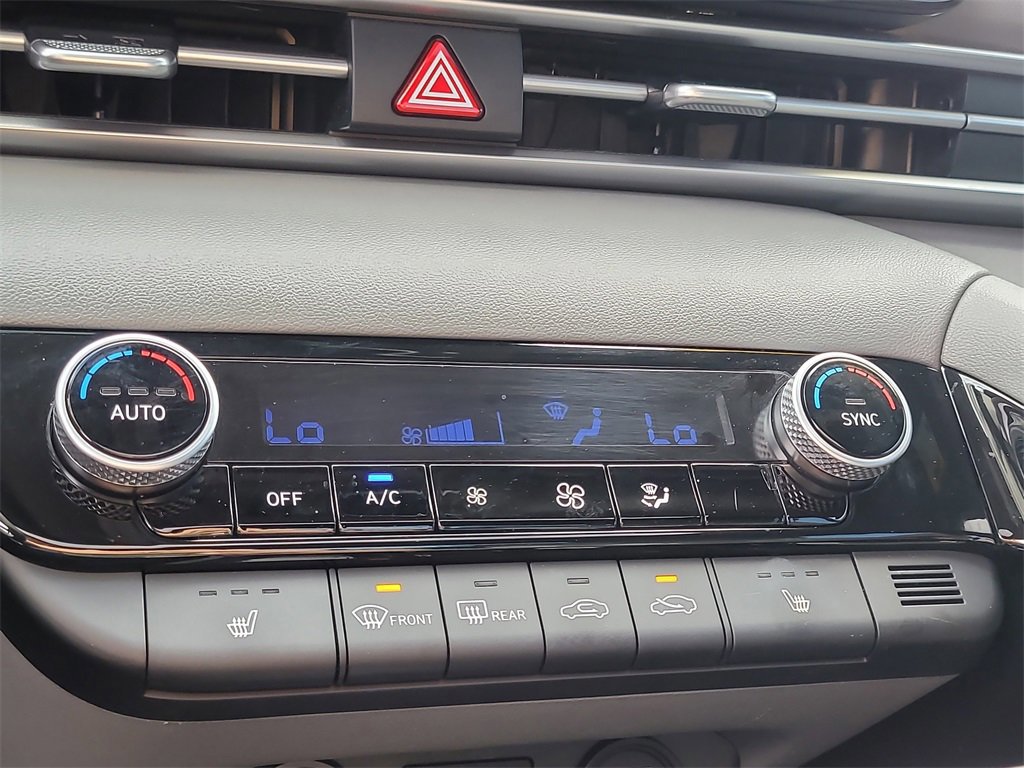 AUTO
Lo
Lo
SYNC
OFF
A/C
FRONT
REAR